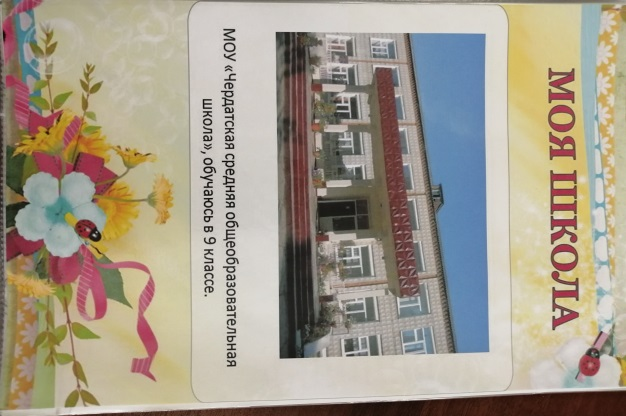 МОЯ ШКОЛА
МОУ «Чердатская средняя общеобразовательная
школа», обучаюсь в 9 классе.